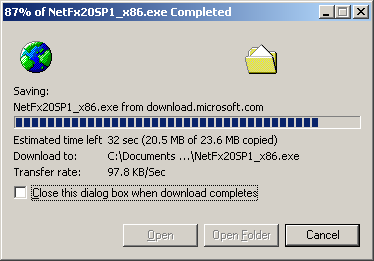 87% of NetFx20SP1_x86.exe Completed
Saving:
NetFx20SP1_x86.exe from download.microsoft.com
Estimated time left 32 sec (20.5 MB of 23.6 MB copied)
Download to: C:\Documents ...\NetFx20SP1_x86.exe
Transfer rate: 97.8 KB/Sec
Close this dialog box when download completes
Open Open Folder Cancel